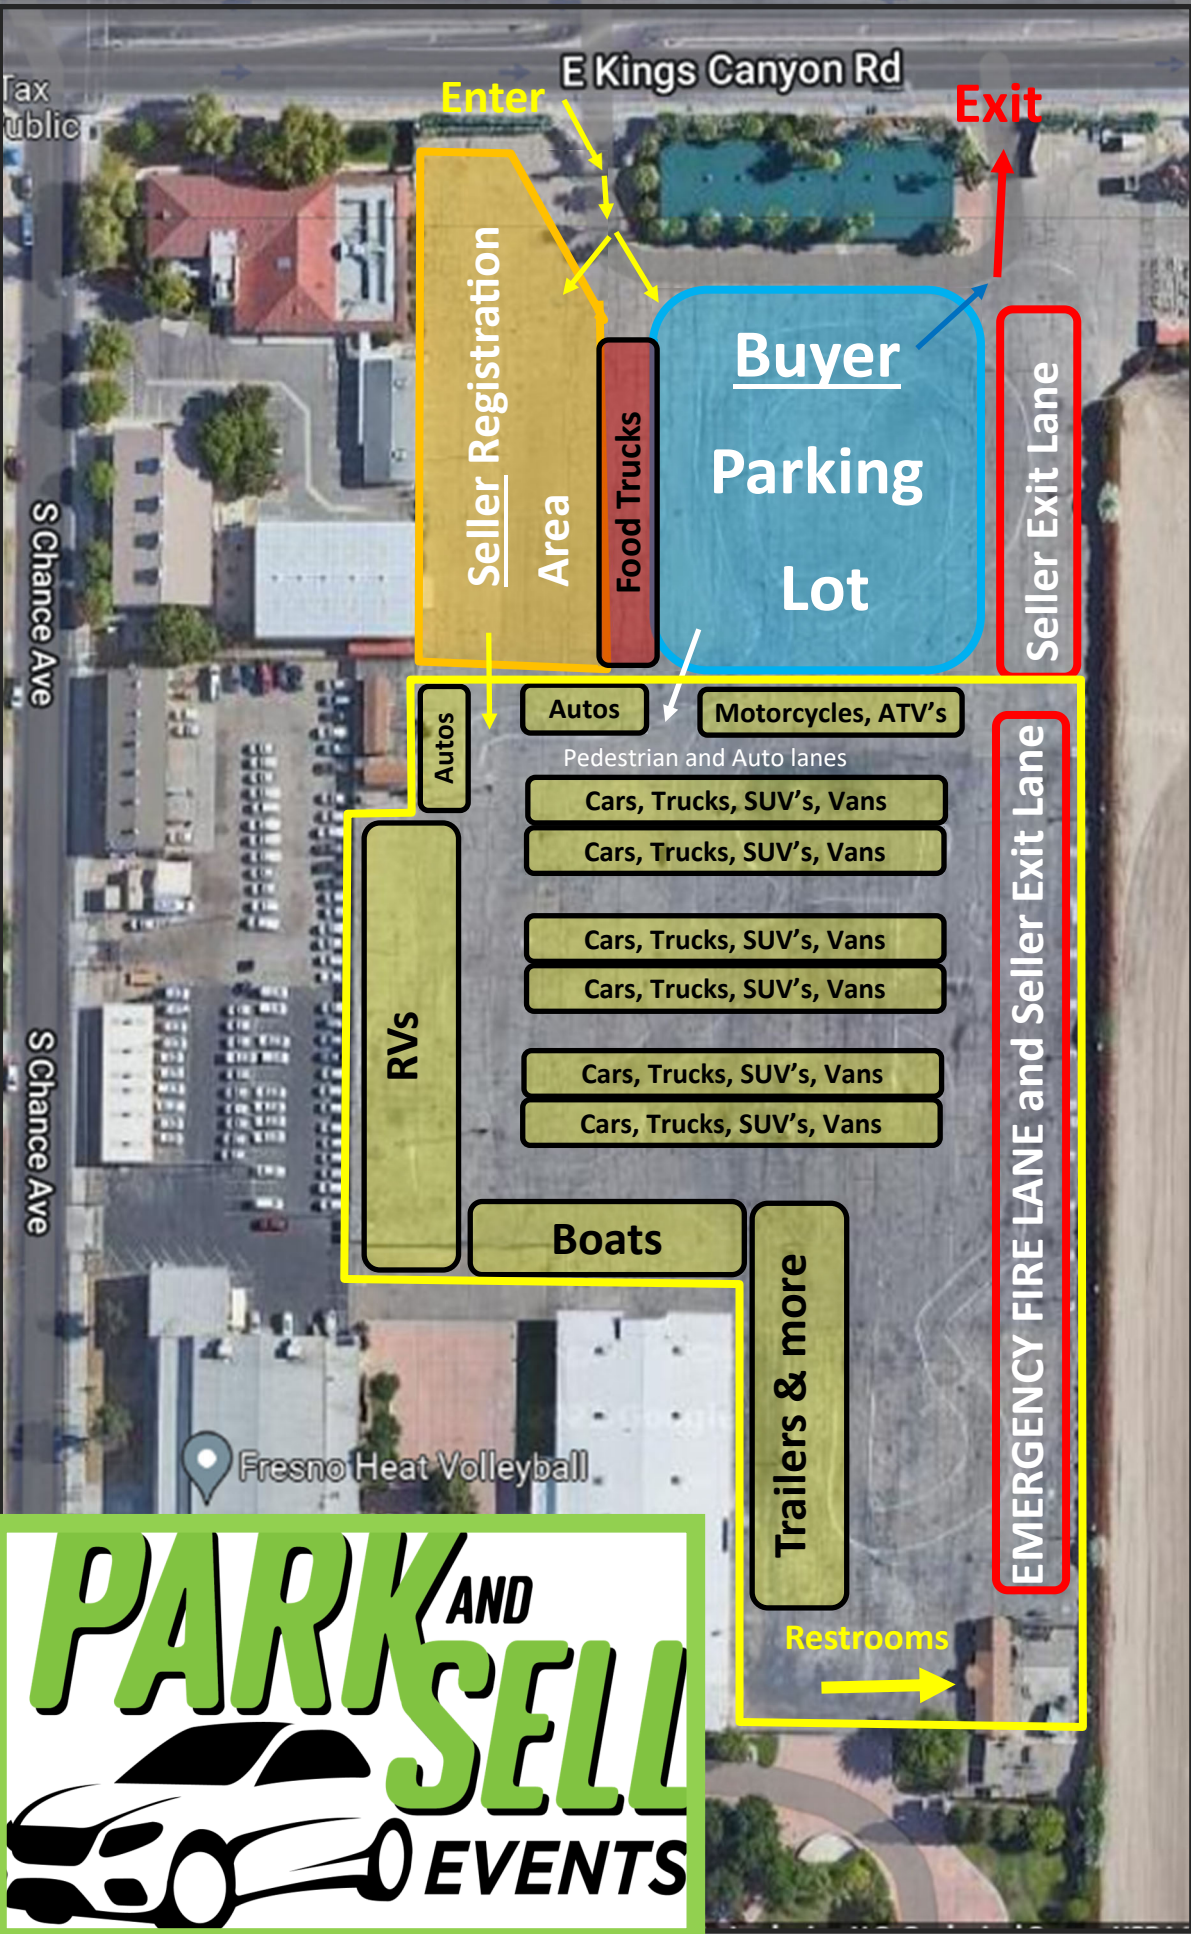 E Kings Canyon Rd
Tax
ublic
Enter
Exit
Seller Registration
Area
Food Trucks
Buyer
Parking
Lot
Seller Exit Lane
S Chance Ave
Autos
Autos
Motorcycles, ATV's
Pedestrian and Auto lanes
Cars, Trucks, SUV's, Vans
Cars, Trucks, SUV's, Vans
Cars, Trucks, SUV's, Vans
Cars, Trucks, SUV's, Vans
Cars, Trucks, SUV's, Vans
Cars, Trucks, SUV's, Vans
RVs
EMERGENCY FIRE LANE and Seller Exit Lane
S Chance Ave
Boats
Trailers & more
Google
Fresno Heat Volleyball
Restrooms
PARK AND
SELL
EVENTS